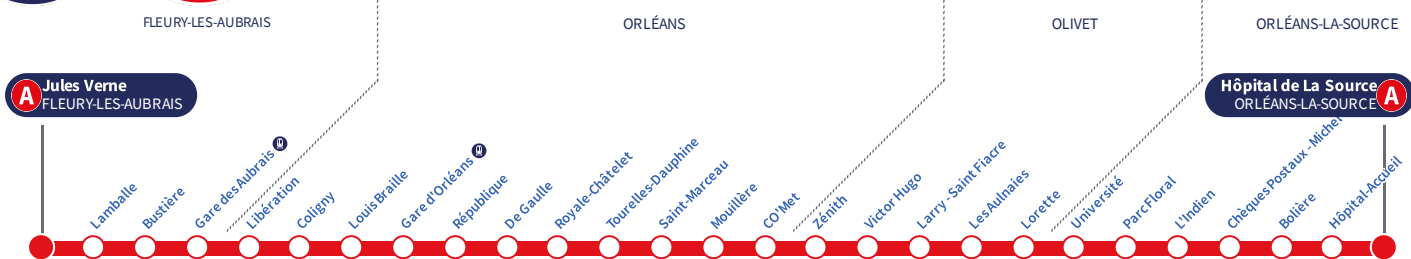 FLEURY-LES-AUBRAIS
ORLÉANS
OLIVET
ORLÉANS-LA-SOURCE
A
Jules Verne
FLEURY-LES-AUBRAIS
Hôpital de La Source
ORLÉANS-LA-SOURCE
A
Lamballe
Bustière
Gare des Aubrais
Libération
Coligny
Louis Braille
Gare d'Orléans
République
De Gaulle
Royale-Châtelet
Tourelles-Dauphine
Saint-Marceau
Mouillère
CO'Met
Zénith
Victor Hugo
Larry - Saint Fiacre
Les Aulnaies
Lorette
Université
Parc Floral
L'Indien
Chèques Postaux - Michel
Bolière
Hôpital-Accueil